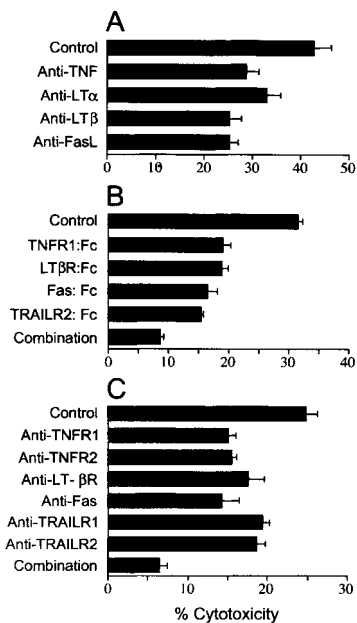 A
Control
Anti-TNF
Anti-LTα
Anti-LTβ
Anti-FasL
0 10 20 30 40 50
B
Control
TNFR1:Fc
LTβR:Fc
Fas: Fc
TRAILR2: Fc
Combination
0 10 20 30 40
C
Control
Anti-TNFR1
Anti-TNFR2
Anti-LT- βR
Anti-Fas
Anti-TRAILR1
Anti-TRAILR2
Combination
0 10 20 30
% Cytotoxicity